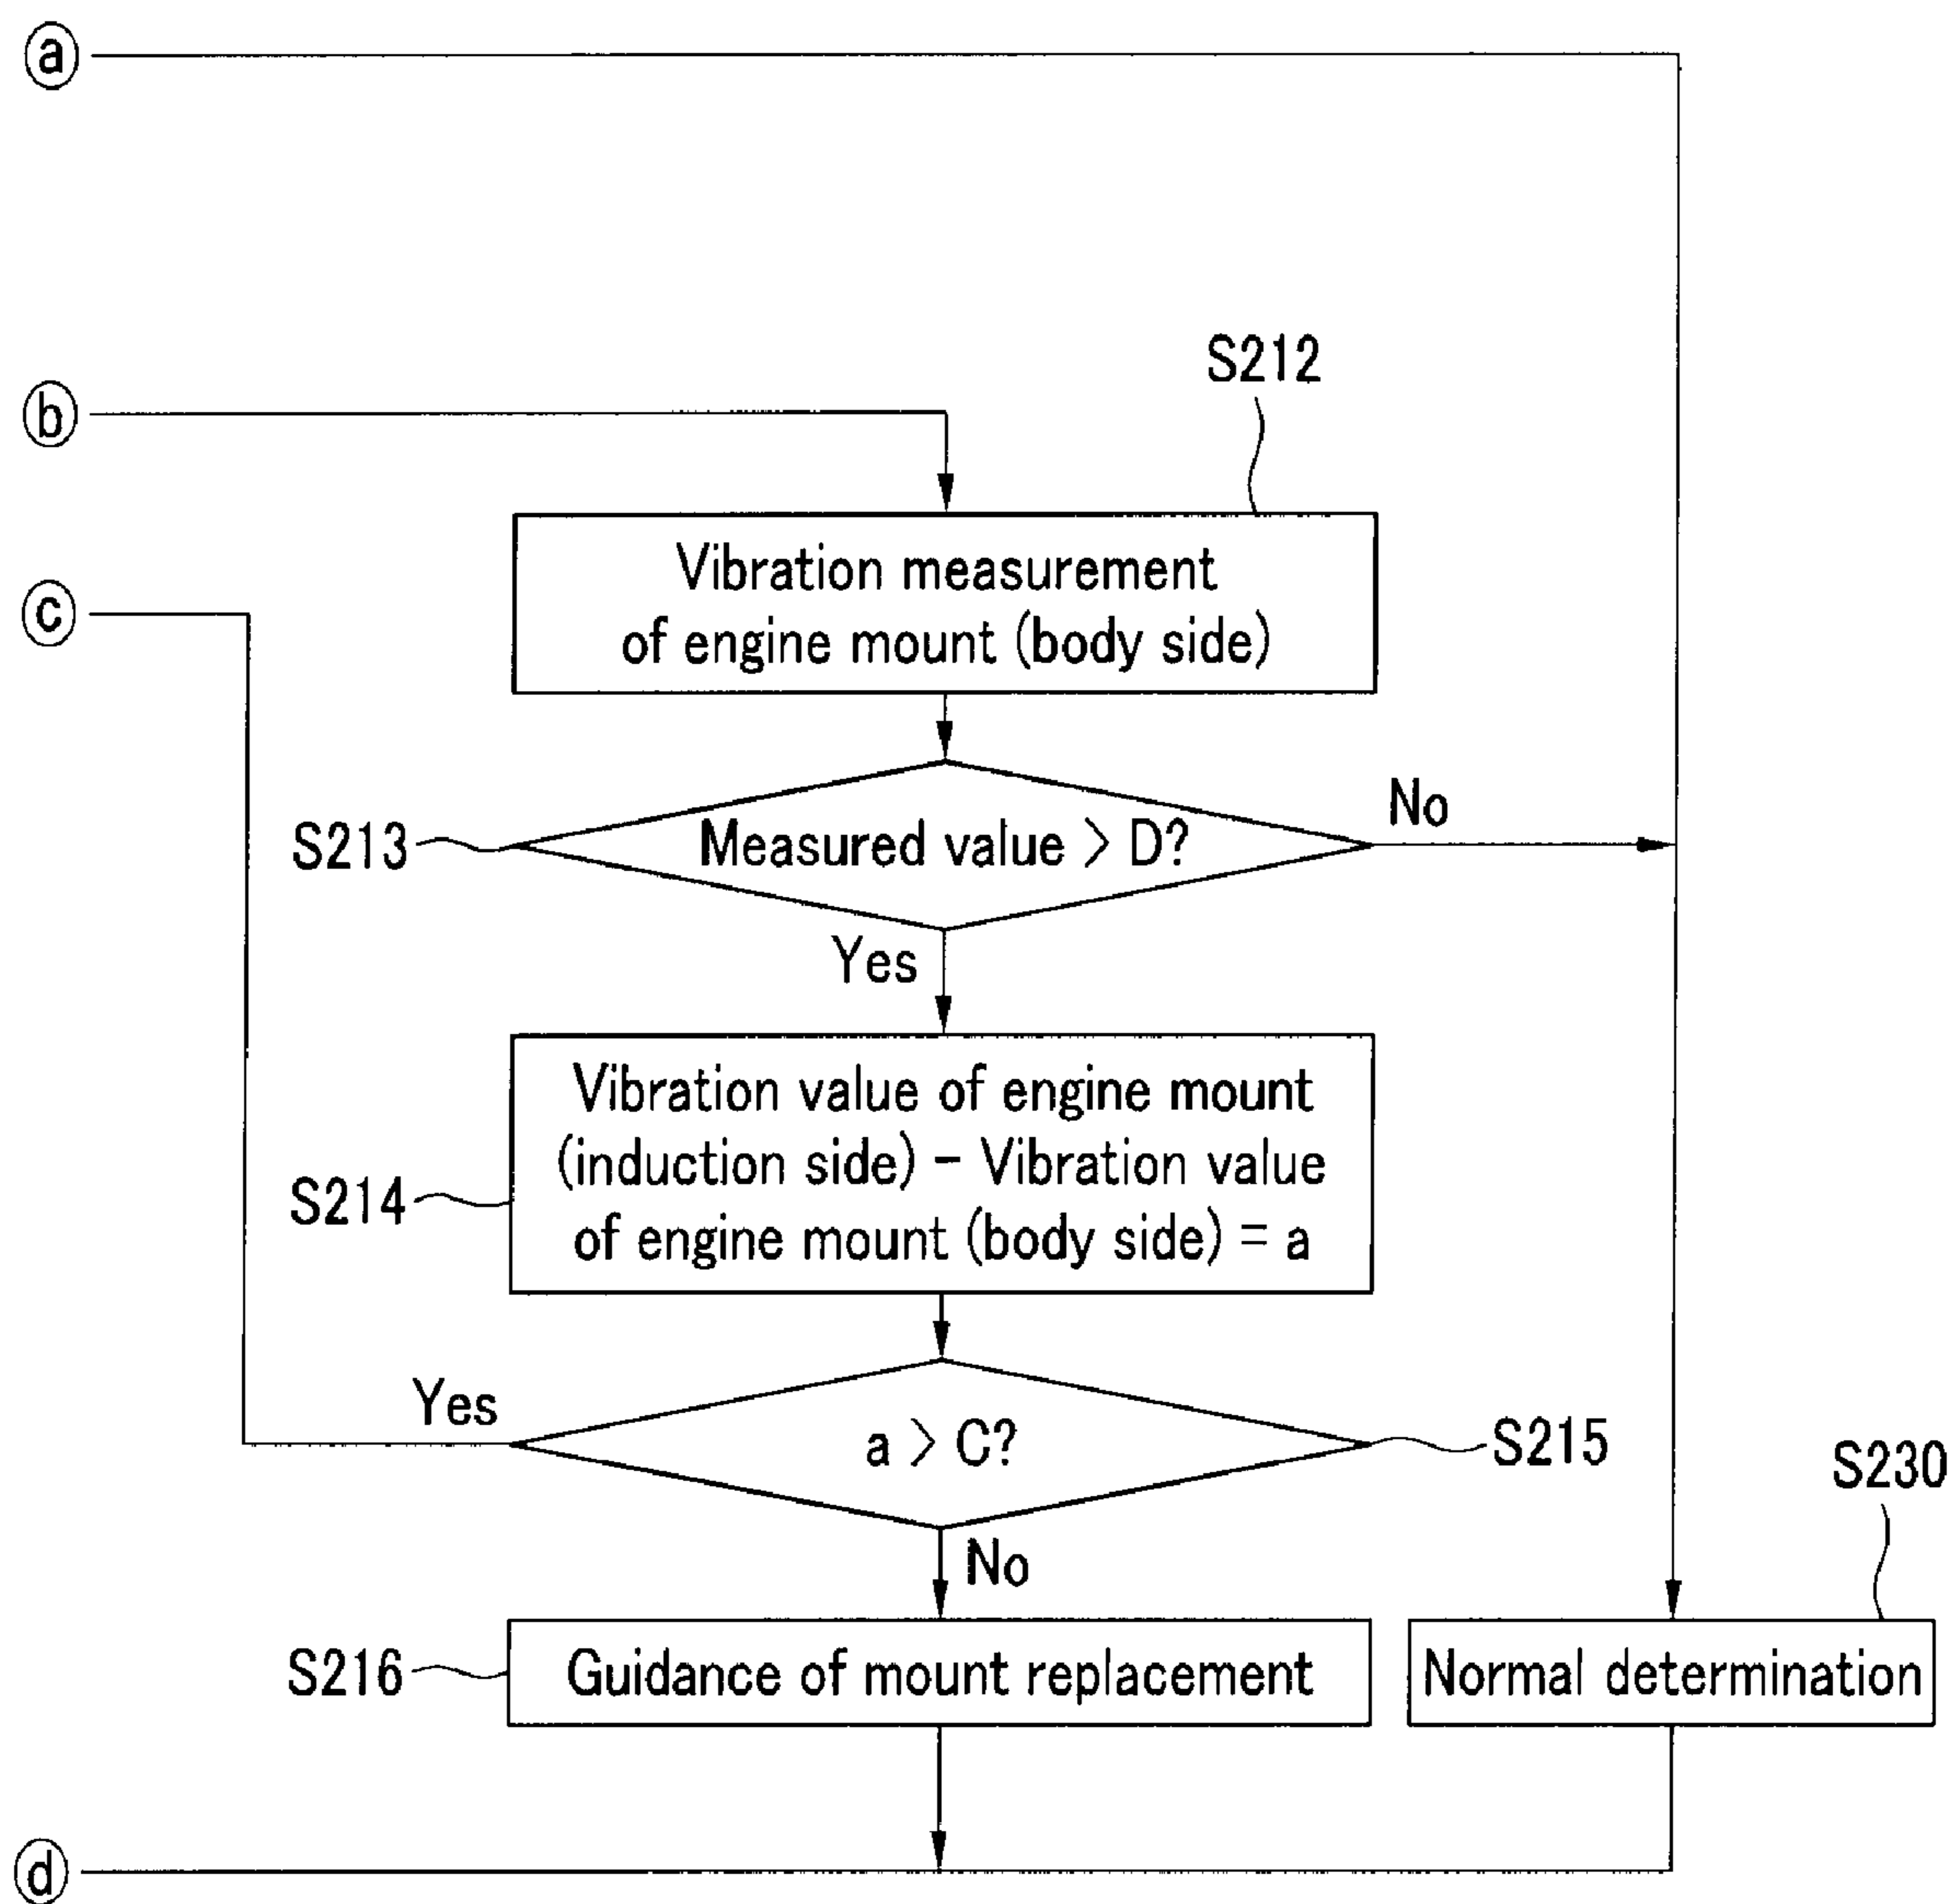 a
S212
b
Vibration measurement
of engine mount (body side)
c
No
S213
Measured value > D?
Yes
Vibration value of engine mount
(induction side) - Vibration value
of engine mount (body side) = a
S214
Yes
a > C?
S215
S230
No
S216
Guidance of mount replacement
Normal determination
d